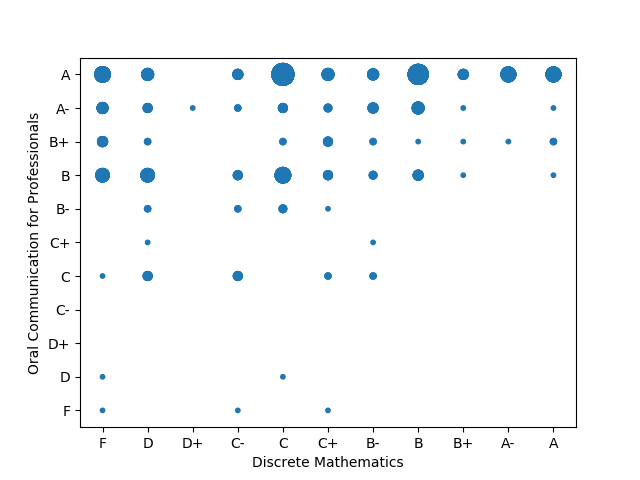 A
A-
B+
B
B-
C+
C
C-
D+
D
F
Oral Communication for Professionals
F D D+ C- C C+ B- B B+ A- A
Discrete Mathematics